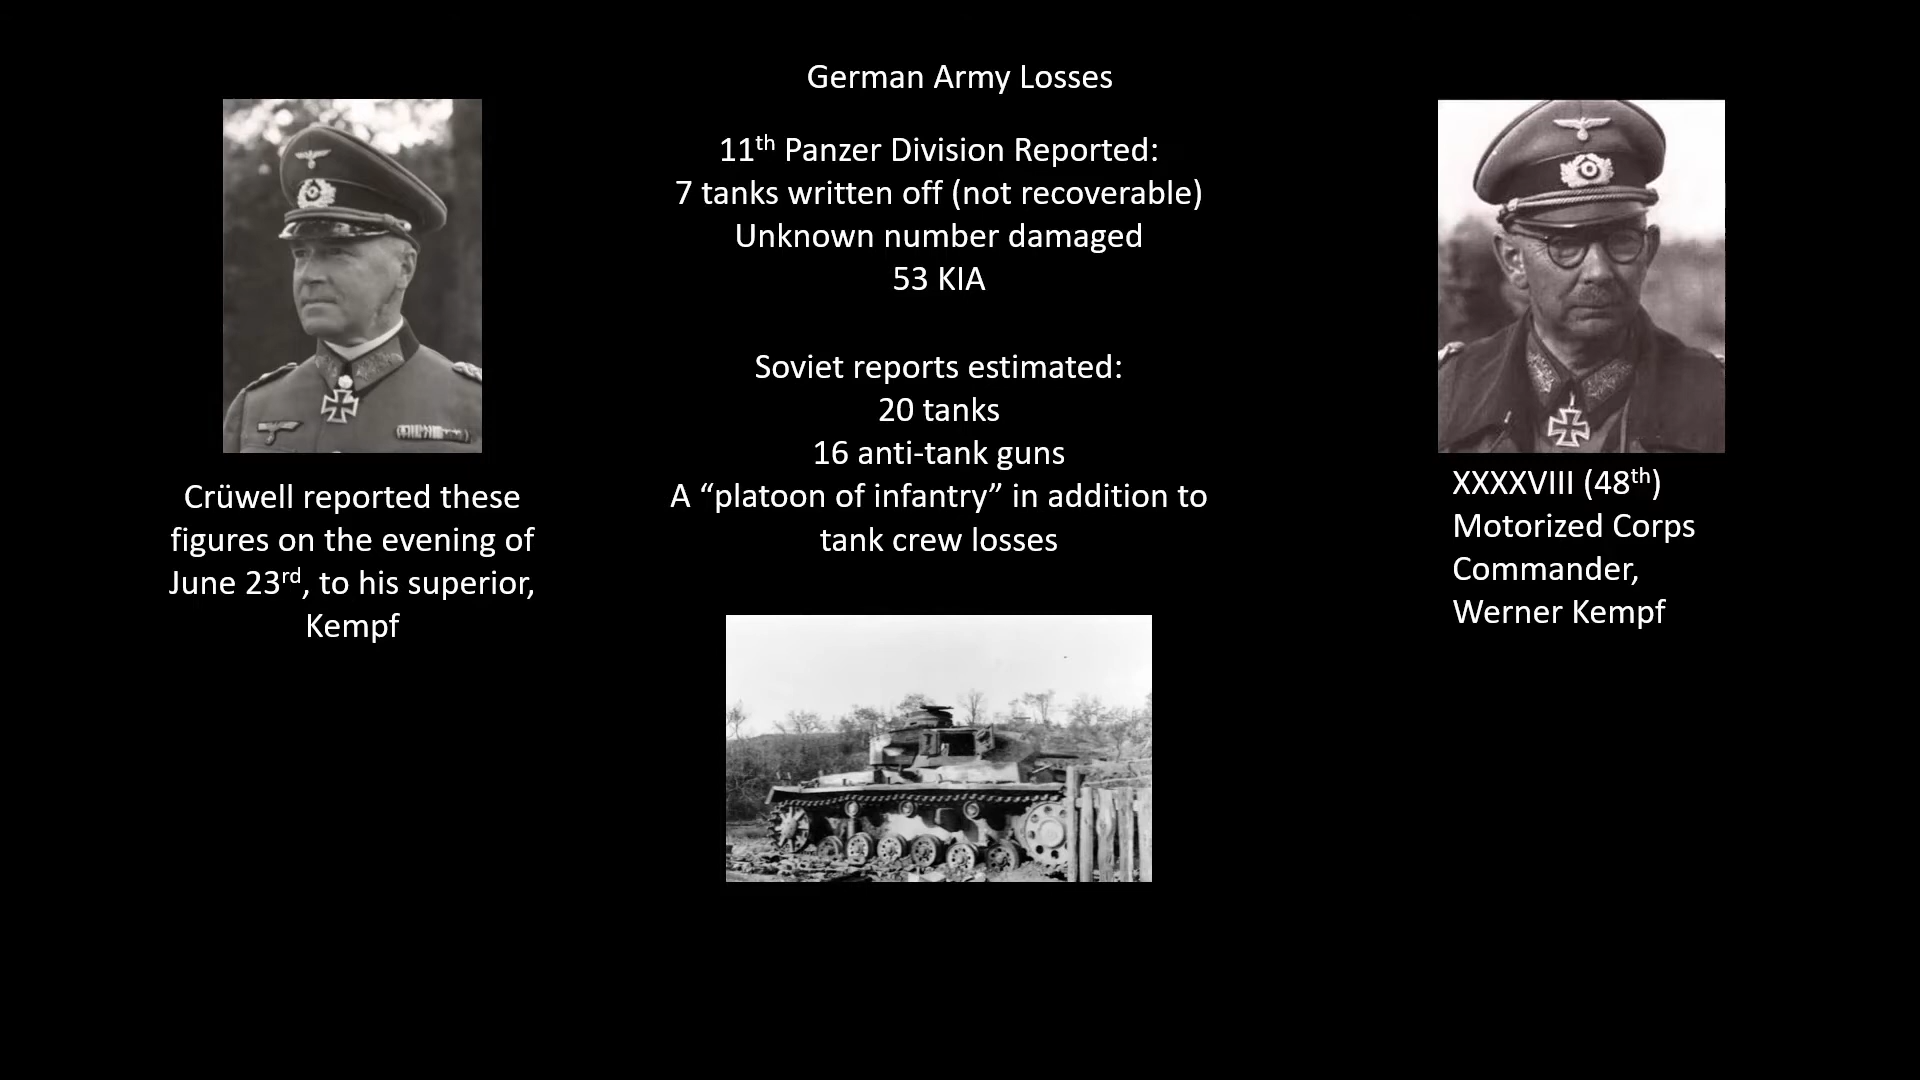 German Army Losses
11th Panzer Division Reported:
7 tanks written off (not recoverable)
Unknown number damaged
53 KIA
Soviet reports estimated:
20 tanks
16 anti-tank guns
A “platoon of infantry” in addition to
tank crew losses
Crüwell reported these
figures on the evening of
June 23rd, to his superior,
Kempf
XXXXVIII (48th)
Motorized Corps
Commander,
Werner Kempf